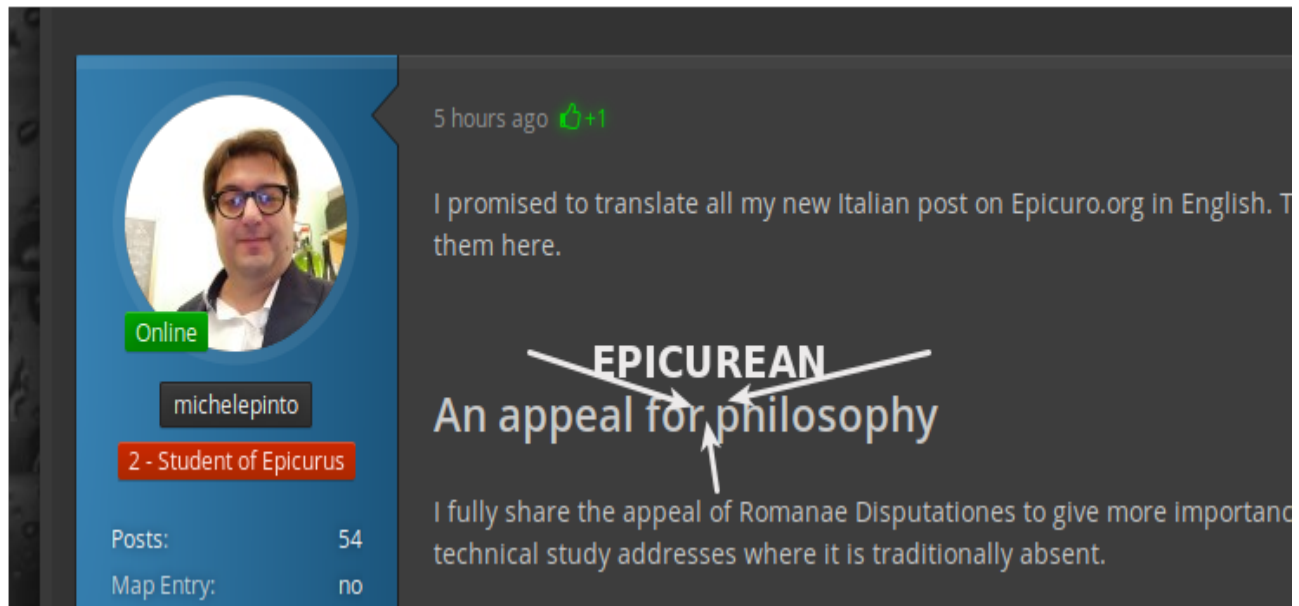 5 hours ago +1
I promised to translate all my new Italian post on Epicuro.org in English. T
them here.
Online
EPICUREAN
An appeal for philosophy
michelepinto
2 - Student of Epicurus
I fully share the appeal of Romanae Disputationes to give more importanc
technical study addresses where it is traditionally absent.
Posts: 54
Map Entry: no